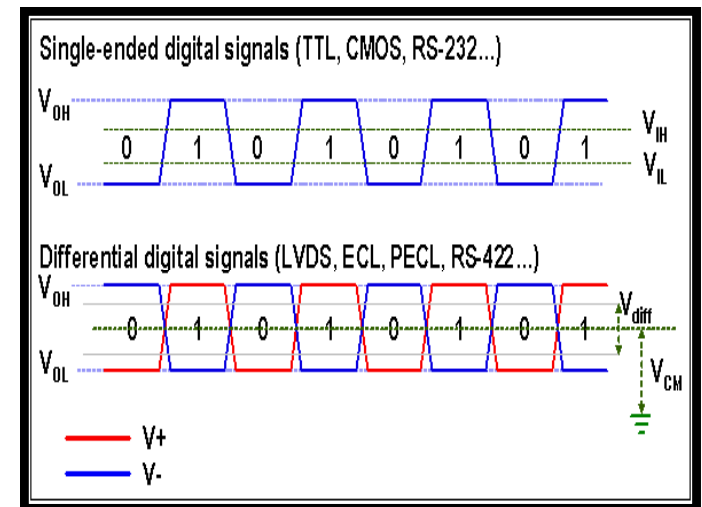 Single-ended digital signals (TTL, CMOS, RS-232...)
VOH
VIH
0 1 0 1 0 1 0 1
VIL
VOL
Differential digital signals (LVDS, ECL, PECL, RS-422...)
VOH
Vdiff
0 1 0 1 0 1 0 1
VOL
VCM
V+
V-